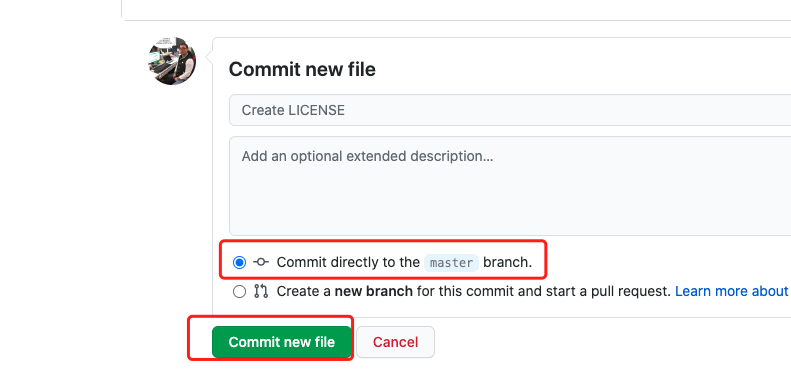 Commit new file
Create LICENSE
Add an optional extended description...
Commit directly to the master branch.
Create a new branch for this commit and start a pull request. Learn more about
Commit new file Cancel